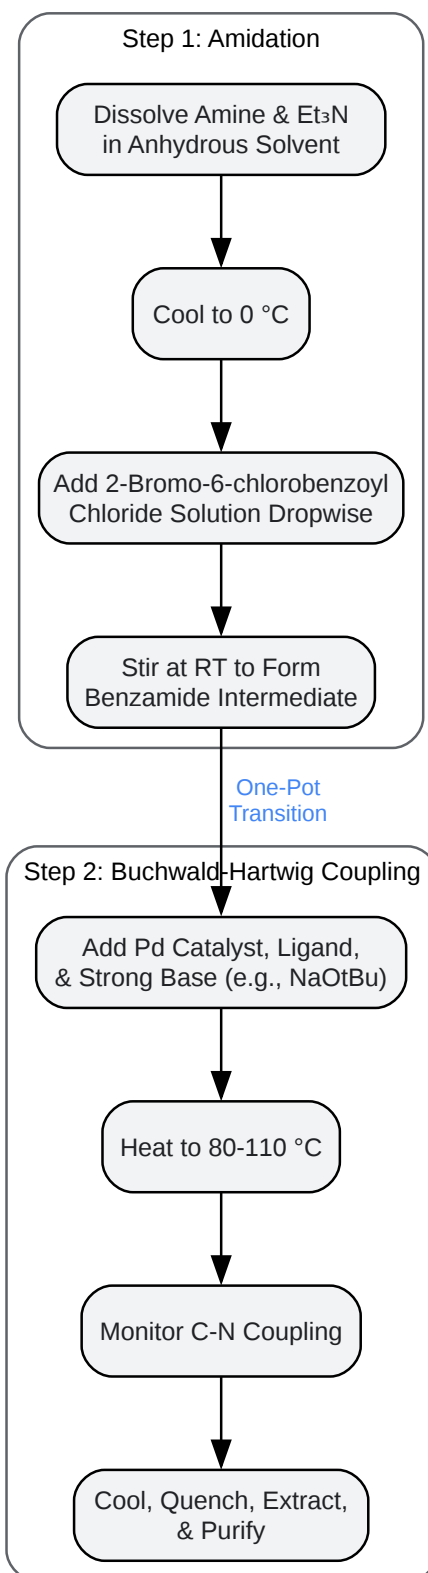 Step 1: Amidation
Dissolve Amine & Et₃N
in Anhydrous Solvent
Cool to 0 °C
Add 2-Bromo-6-chlorobenzoyl
Chloride Solution Dropwise
Stir at RT to Form
Benzamide Intermediate
One-Pot
Transition
Step 2: Buchwald-Hartwig Coupling
Add Pd Catalyst, Ligand,
& Strong Base (e.g., NaOtBu)
Heat to 80-110 °C
Monitor C-N Coupling
Cool, Quench, Extract,
& Purify